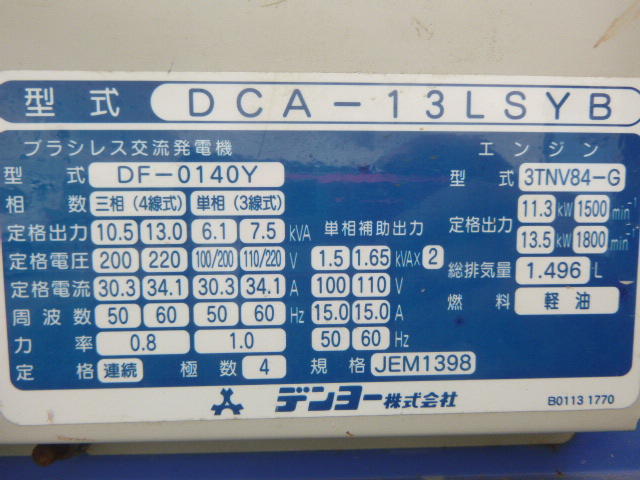 型式 DCA-13LSYB
ブラシレス交流発電機
型式 DF-0140Y
相数 三相(4線式) 単相(3線式)
定格出力 10.5 13.0 6.1 7.5 kVA
定格電圧 200 220 100/200 110/220 V
定格電流 30.3 34.1 30.3 34.1 A
周波数 50 60 50 60 Hz
力率 0.8 1.0
定格 連続 極数 4 規格 JEM1398
単相補助出力
1.5 1.65 kVA×2
100 110 V
15.0 15.0 A
50 60 Hz
エンジン
型式 3TNV84-G
定格出力 11.3 kW 1500 min⁻¹
13.5 kW 1800 min⁻¹
総排気量 1.496 L
燃料 軽油
デンヨー株式会社
B0113 1770